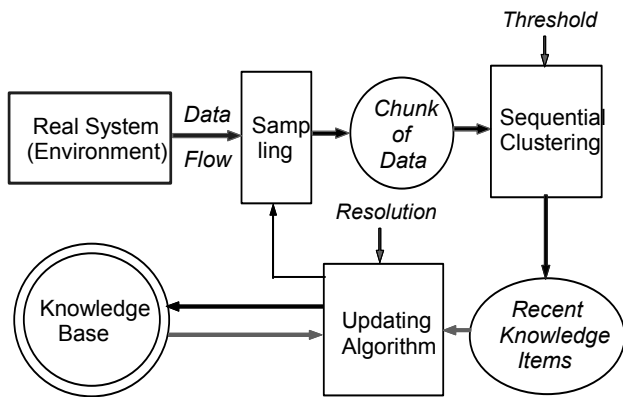 Threshold
Real System
(Environment)
Data
Flow
Samp
ling
Chunk
of
Data
Sequential
Clustering
Resolution
Knowledge
Base
Updating
Algorithm
Recent
Knowledge
Items